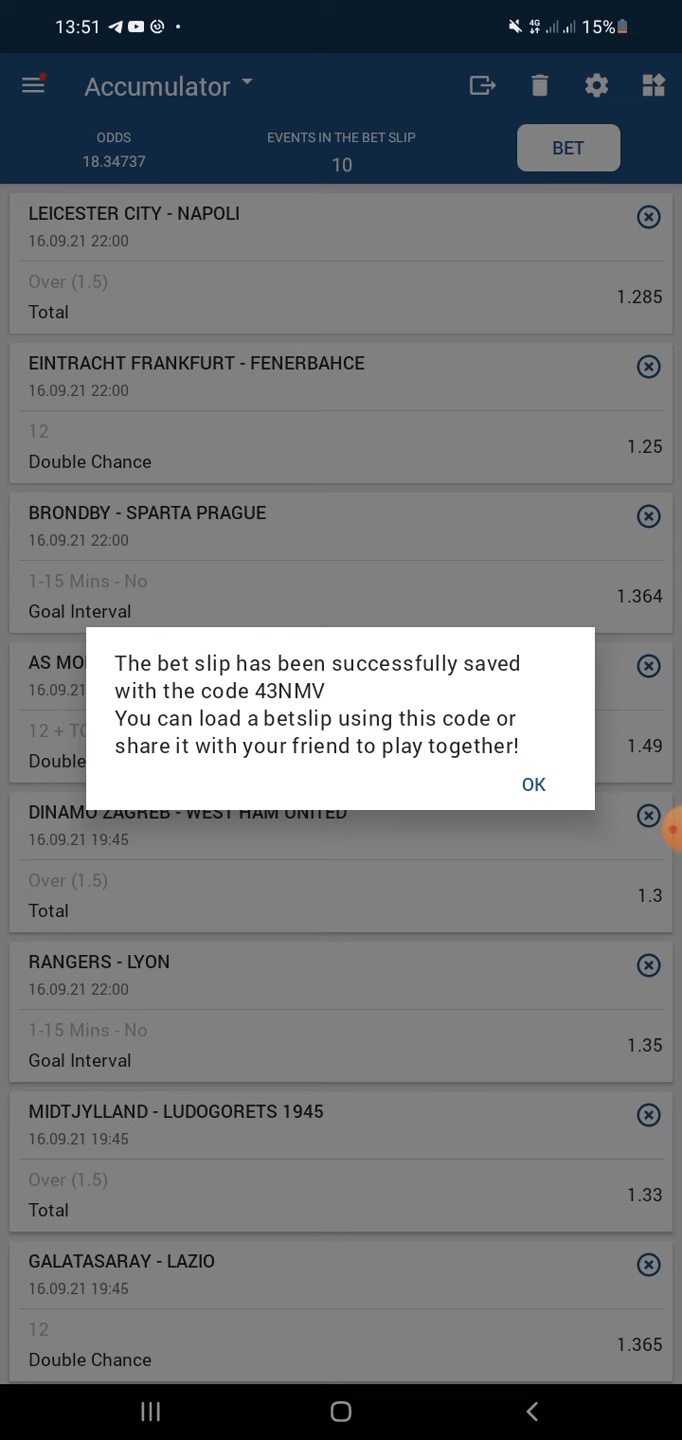 13:51
4G
15%
Accumulator
ODDS
EVENTS IN THE BET SLIP
BET
18.34737
10
LEICESTER CITY - NAPOLI
16.09.21 22:00
Over (1.5)
1.285
Total
EINTRACHT FRANKFURT - FENERBAHCE
16.09.21 22:00
12
1.25
Double Chance
BRONDBY - SPARTA PRAGUE
16.09.21 22:00
1-15 Mins - No
1.364
Goal Interval
AS MO
16.09.21
12 + TO
1.49
Double
The bet slip has been successfully saved
with the code 43NMV
You can load a betslip using this code or
share it with your friend to play together!
OK
DINAMO ZAGREB - WEST HAM UNITED
16.09.21 19:45
Over (1.5)
1.3
Total
RANGERS - LYON
16.09.21 22:00
1-15 Mins - No
1.35
Goal Interval
MIDTJYLLAND - LUDOGORETS 1945
16.09.21 19:45
Over (1.5)
1.33
Total
GALATASARAY - LAZIO
16.09.21 19:45
12
1.365
Double Chance